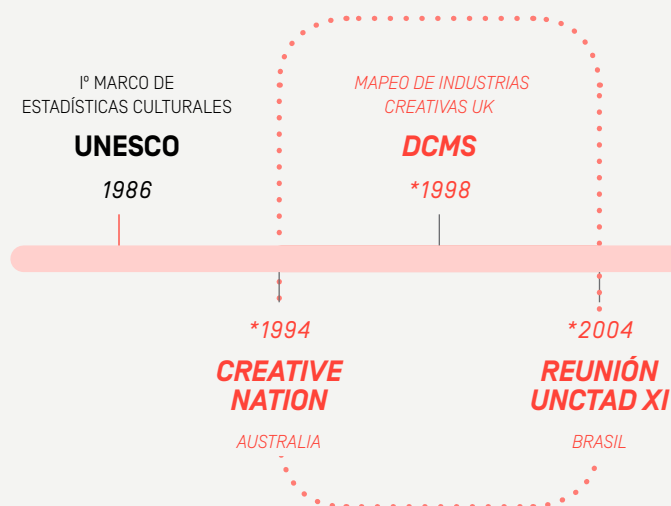 Iº MARCO DE
ESTADÍSTICAS CULTURALES
UNESCO
1986
MAPEO DE INDUSTRIAS
CREATIVAS UK
DCMS
*1998
*1994
CREATIVE
NATION
AUSTRALIA
*2004
REUNIÓN
UNCTAD XI
BRASIL